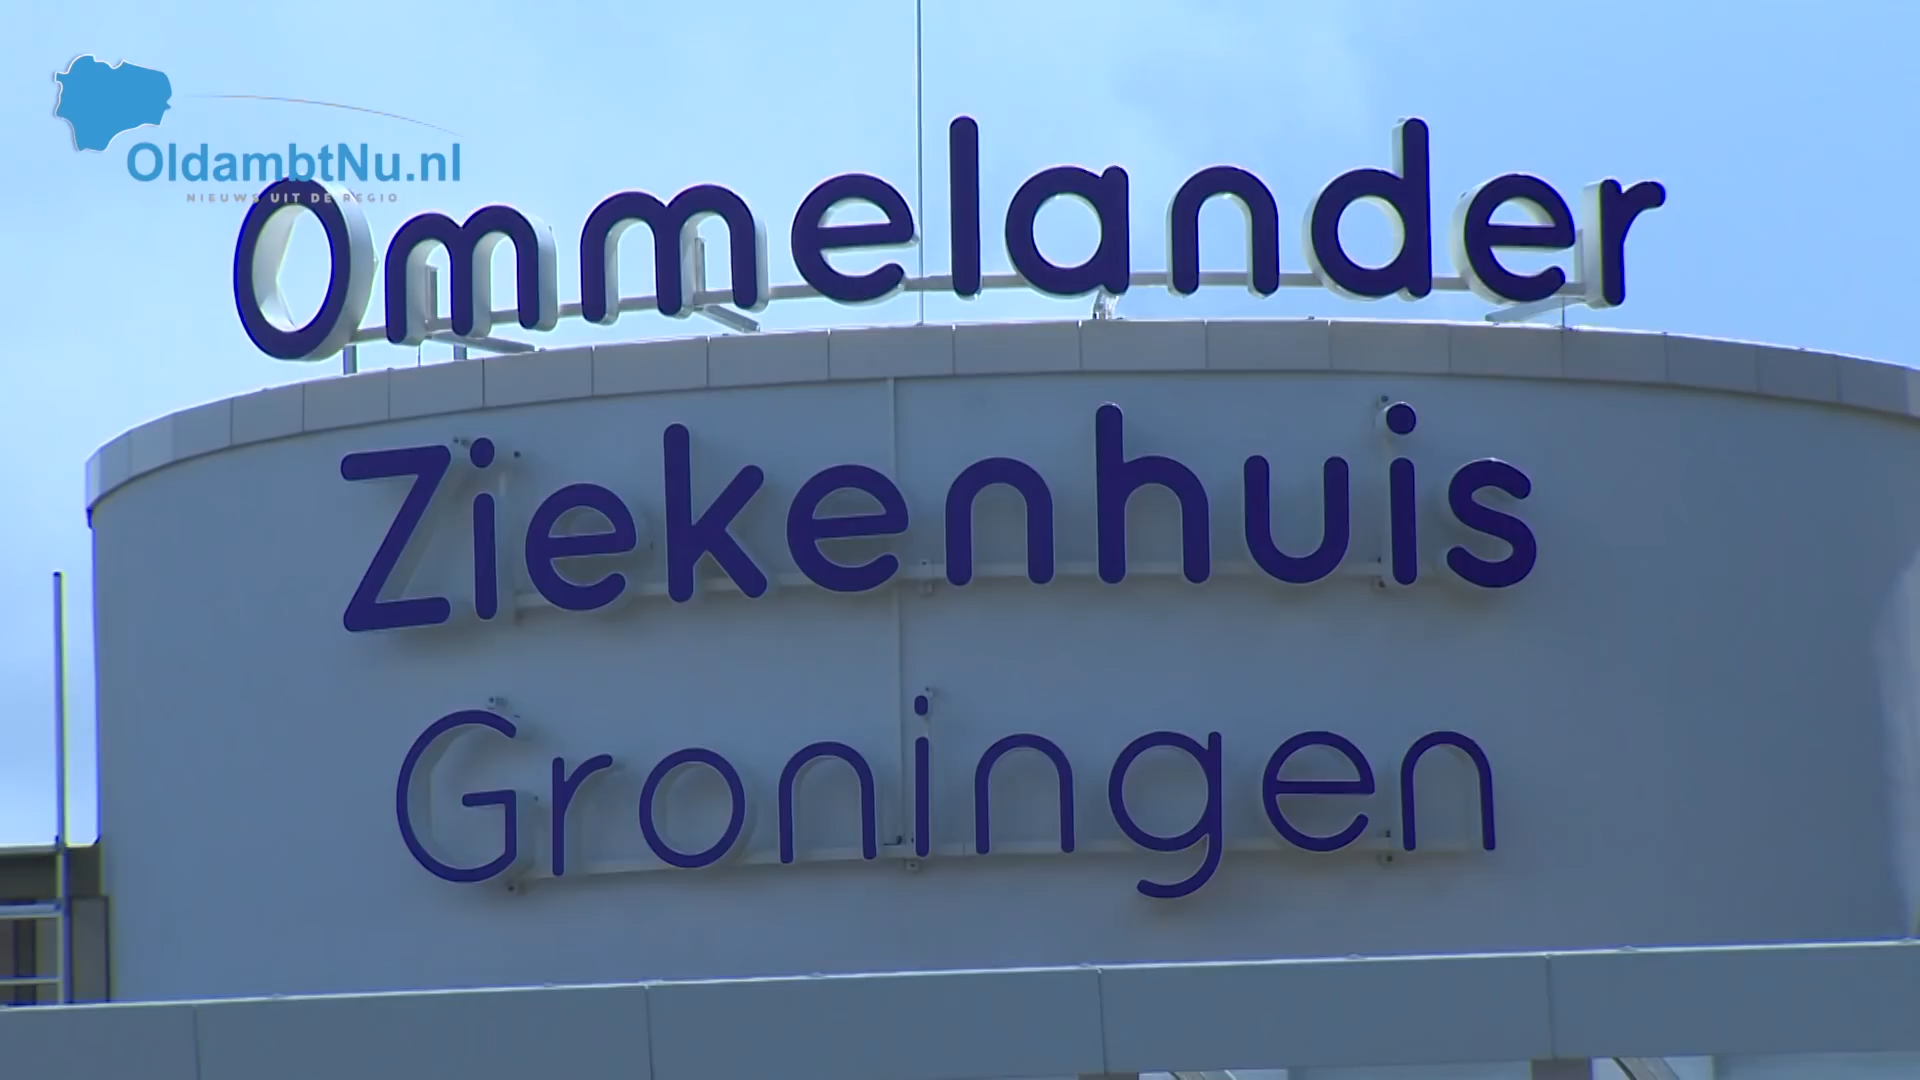 OldambtNu.nl
NIEUWS UIT DE REGIO
Ommelander
Ziekenhuis
Groningen